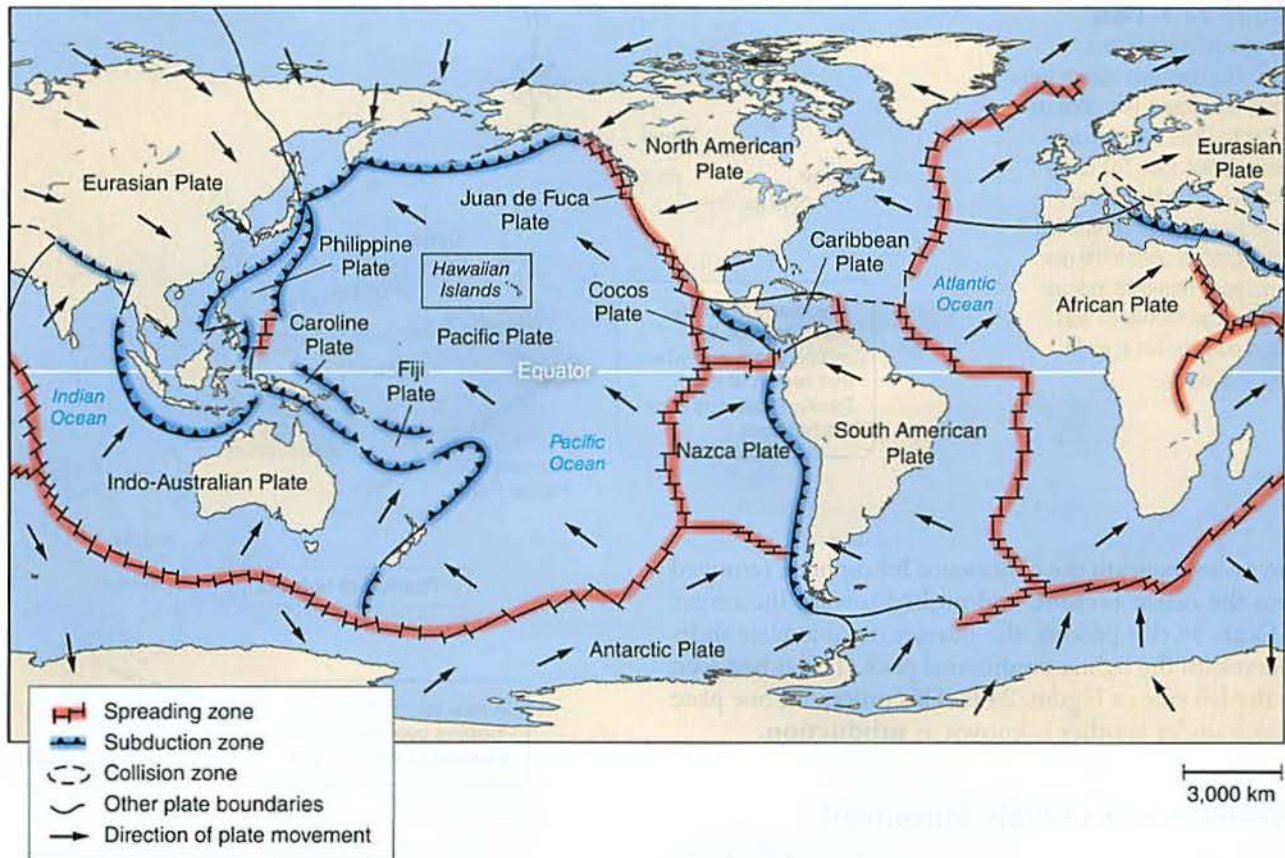 North American
Plate
Eurasian Plate
Eurasian
Plate
Juan de Fuca
Plate
Philippine
Plate
Hawaiian
Islands
Caribbean
Plate
Cocos
Plate
Atlantic
Ocean
African Plate
Caroline
Plate
Pacific Plate
Fiji
Plate
Equator
Indian
Ocean
Pacific
Ocean
Nazca Plate
South American
Plate
Indo-Australian Plate
Antarctic Plate
Spreading zone
Subduction zone
Collision zone
Other plate boundaries
Direction of plate movement
3,000 km